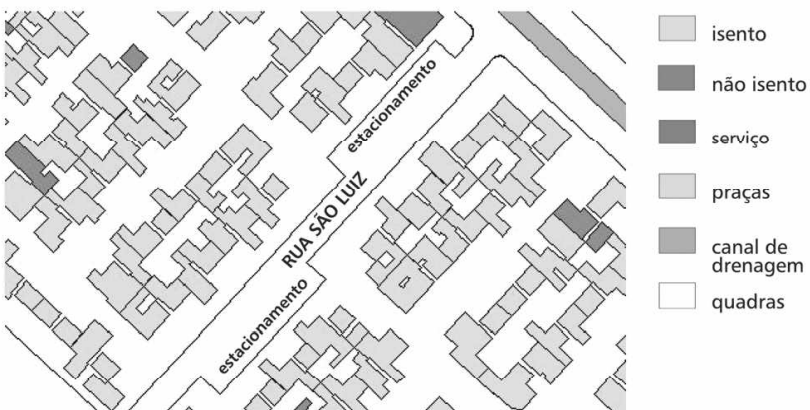 estacionamento
RUA SÃO LUIZ
estacionamento
isento
não isento
serviço
praças
canal de
drenagem
quadras